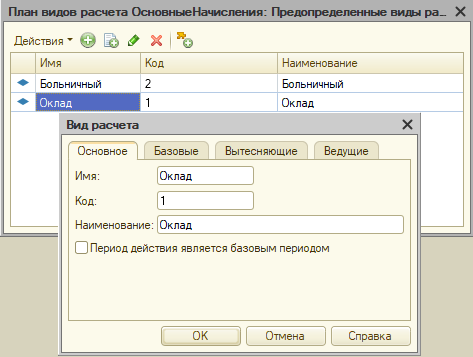 План видов расчета ОсновныеНачисления: Предопределенные виды ра...
Действия
Имя Код Наименование
Больничный 2 Больничный
Оклад 1 Оклад
Вид расчета
Основное Базовые Вытесняющие Ведущие
Имя: Оклад
Код: 1
Наименование: Оклад
Период действия является базовым периодом
OK Отмена Справка